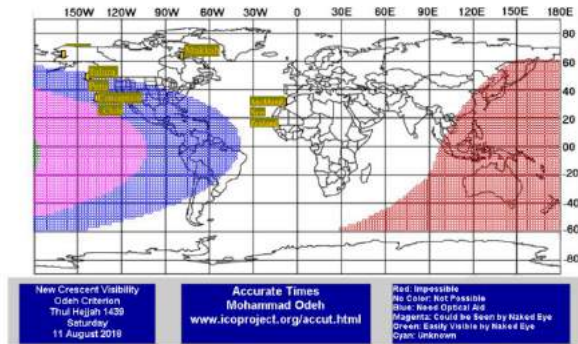 150W 120W 90W 60W 30W 0 30E 60E 90E 120E 150E 180E
80
60
40
20
00
-20
-40
-60
-80
New Crescent Visibility
Odeh Criterion
Thul Hejjah 1439
Saturday
11 August 2018
Accurate Times
Mohammad Odeh
www.icoproject.org/accut.html
Red: Impossible
No Color: Not Possible
Blue: Need Optical Aid
Magenta: Could be Seen by Naked Eye
Green: Easily Visible by Naked Eye
Cyan: Unknown